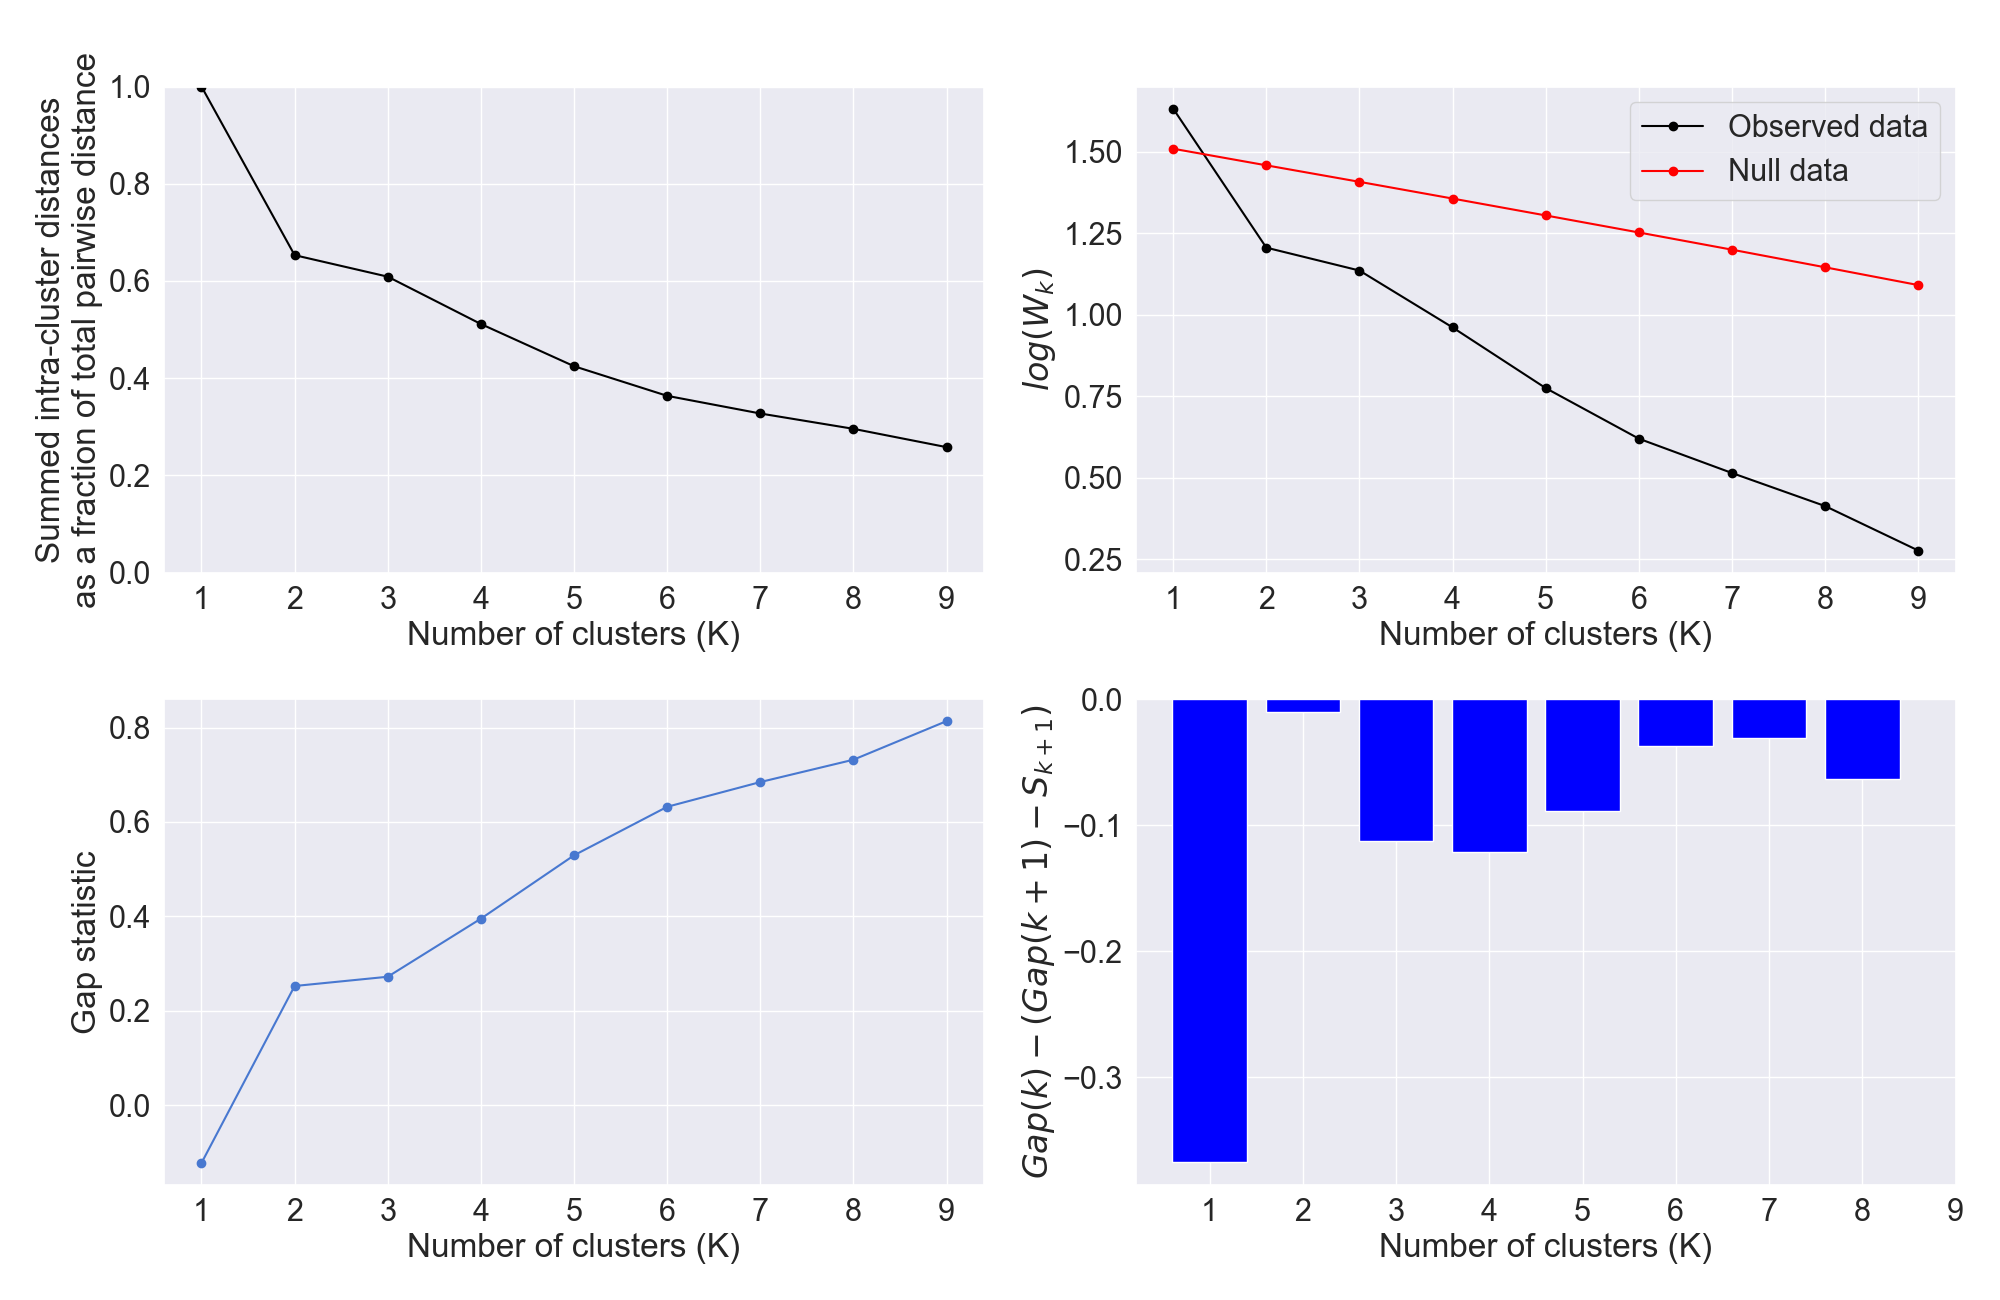 Summed intra-cluster distances
as a fraction of total pairwise distance
1.0
0.8
0.6
0.4
0.2
0.0
1 2 3 4 5 6 7 8 9
Number of clusters (K)
log(Wₖ)
1.50
1.25
1.00
0.75
0.50
0.25
Observed data
Null data
1 2 3 4 5 6 7 8 9
Number of clusters (K)
Gap statistic
0.8
0.6
0.4
0.2
0.0
1 2 3 4 5 6 7 8 9
Number of clusters (K)
Gap(k) − (Gap(k + 1) − Sₖ₊₁)
0.0
−0.1
−0.2
−0.3
1 2 3 4 5 6 7 8 9
Number of clusters (K)